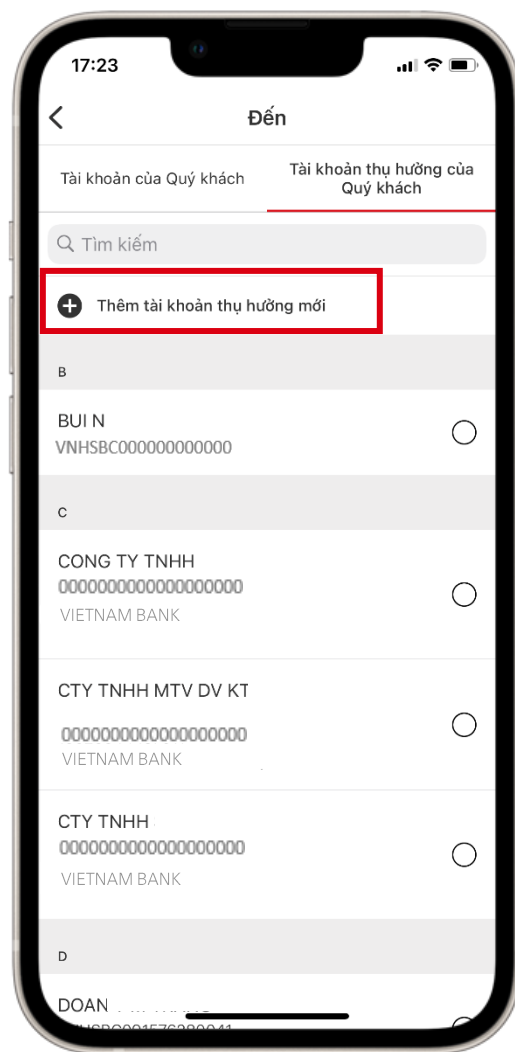 17:23
Đến
Tài khoản của Quý khách
Tài khoản thụ hưởng của
Quý khách
Tìm kiếm
Thêm tài khoản thụ hưởng mới
B
BUI N
VNHSBC000000000000
C
CONG TY TNHH
0000000000000000000
VIETNAM BANK
CTY TNHH MTV DV KT
0000000000000000000
VIETNAM BANK
CTY TNHH
0000000000000000000
VIETNAM BANK
D
DOAN